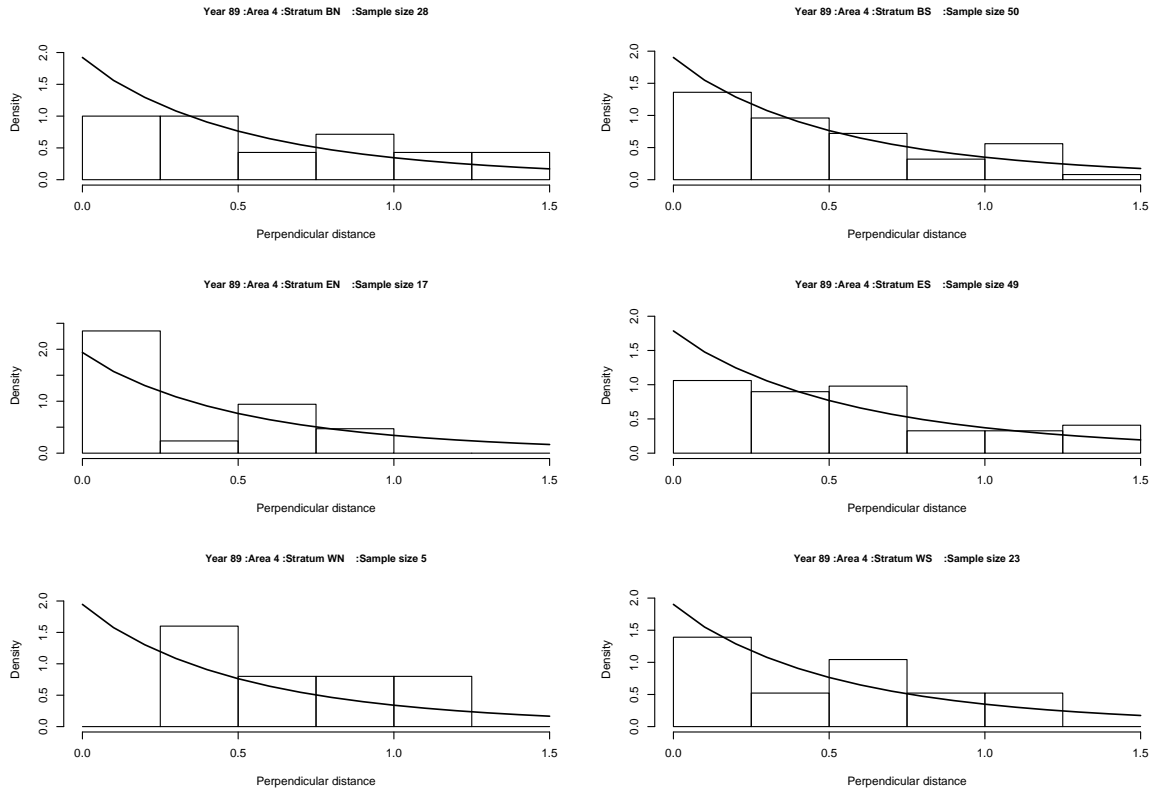 Year 89 :Area 4 :Stratum BN :Sample size 28
Density
0.0 0.5 1.0 1.5 2.0
0.0 0.5 1.0 1.5
Perpendicular distance
Year 89 :Area 4 :Stratum BS :Sample size 50
Density
0.0 0.5 1.0 1.5 2.0
0.0 0.5 1.0 1.5
Perpendicular distance
Year 89 :Area 4 :Stratum EN :Sample size 17
Density
0.0 1.0 2.0
0.0 0.5 1.0 1.5
Perpendicular distance
Year 89 :Area 4 :Stratum ES :Sample size 49
Density
0.0 0.5 1.0 1.5 2.0
0.0 0.5 1.0 1.5
Perpendicular distance
Year 89 :Area 4 :Stratum WN :Sample size 5
Density
0.0 0.5 1.0 1.5 2.0
0.0 0.5 1.0 1.5
Perpendicular distance
Year 89 :Area 4 :Stratum WS :Sample size 23
Density
0.0 0.5 1.0 1.5 2.0
0.0 0.5 1.0 1.5
Perpendicular distance